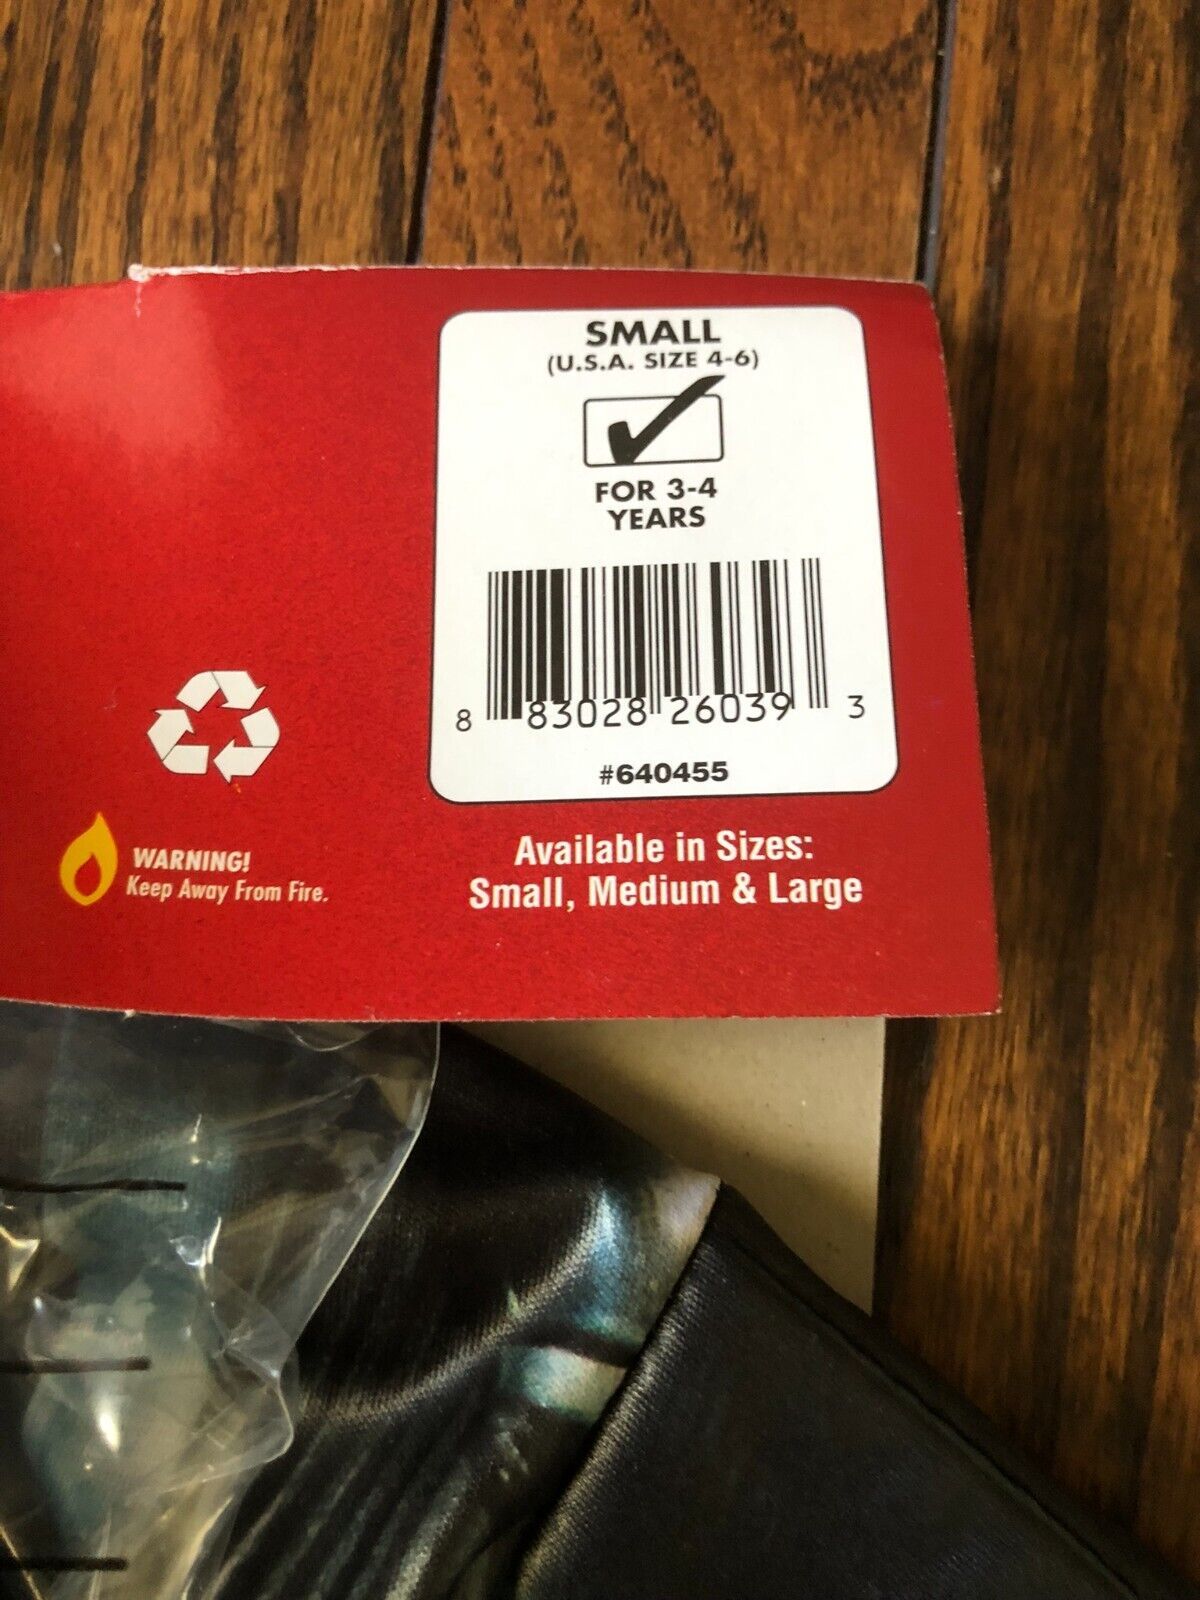 SMALL
(U.S.A. SIZE 4-6)
FOR 3-4
YEARS
8 83028 26039 3
#640455
WARNING!
Keep Away From Fire.
Available in Sizes:
Small, Medium & Large